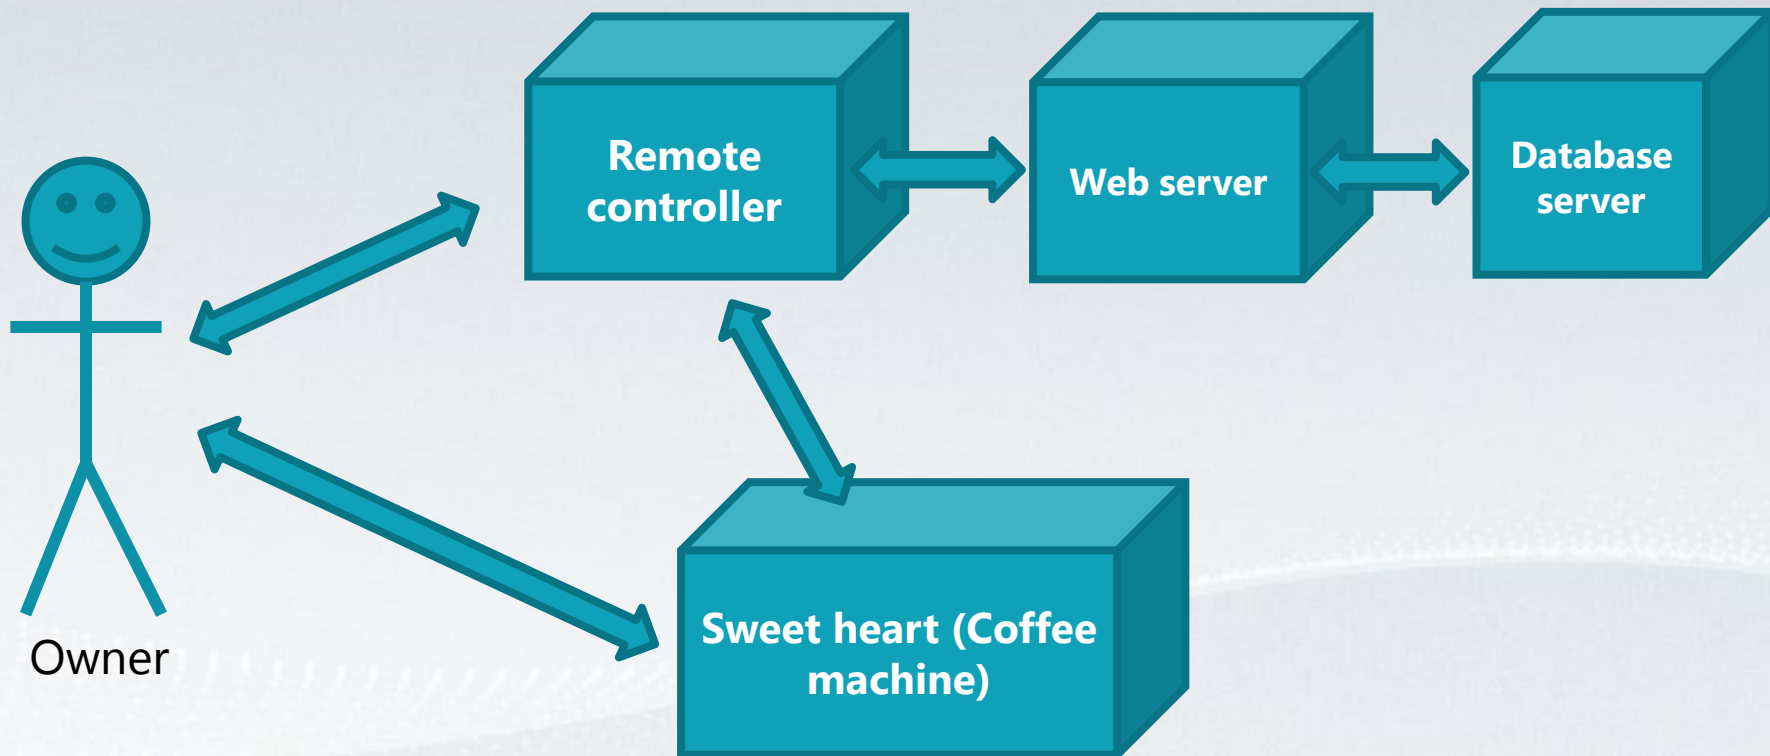 Remote
controller
Web server
Database
server
Owner
Sweet heart (Coffee
machine)